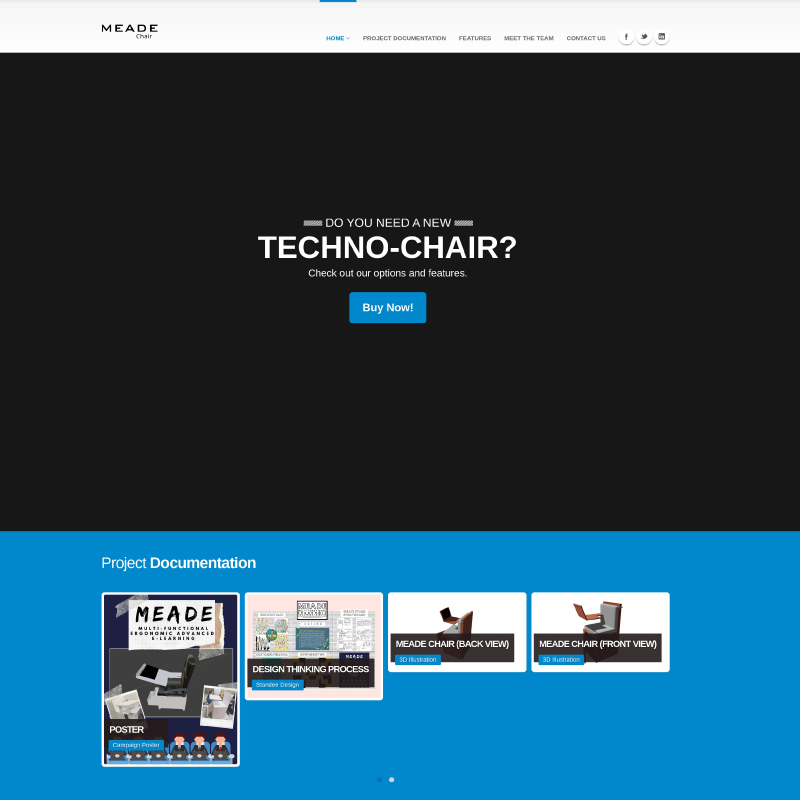 MEADE
Chair
HOME
PROJECT DOCUMENTATION
FEATURES
MEET THE TEAM
CONTACT US
DO YOU NEED A NEW
TECHNO-CHAIR?
Check out our options and features.
Buy Now!
Project Documentation
MEADE
MULTI-FUNCTIONAL
ERGONOMIC ADVANCED
E-LEARNING
POSTER
Campaign Poster
MEADE
MEADE
DESIGN THINKING PROCESS
Standee Design
MEADE CHAIR (BACK VIEW)
3D Illustration
MEADE CHAIR (FRONT VIEW)
3D Illustration